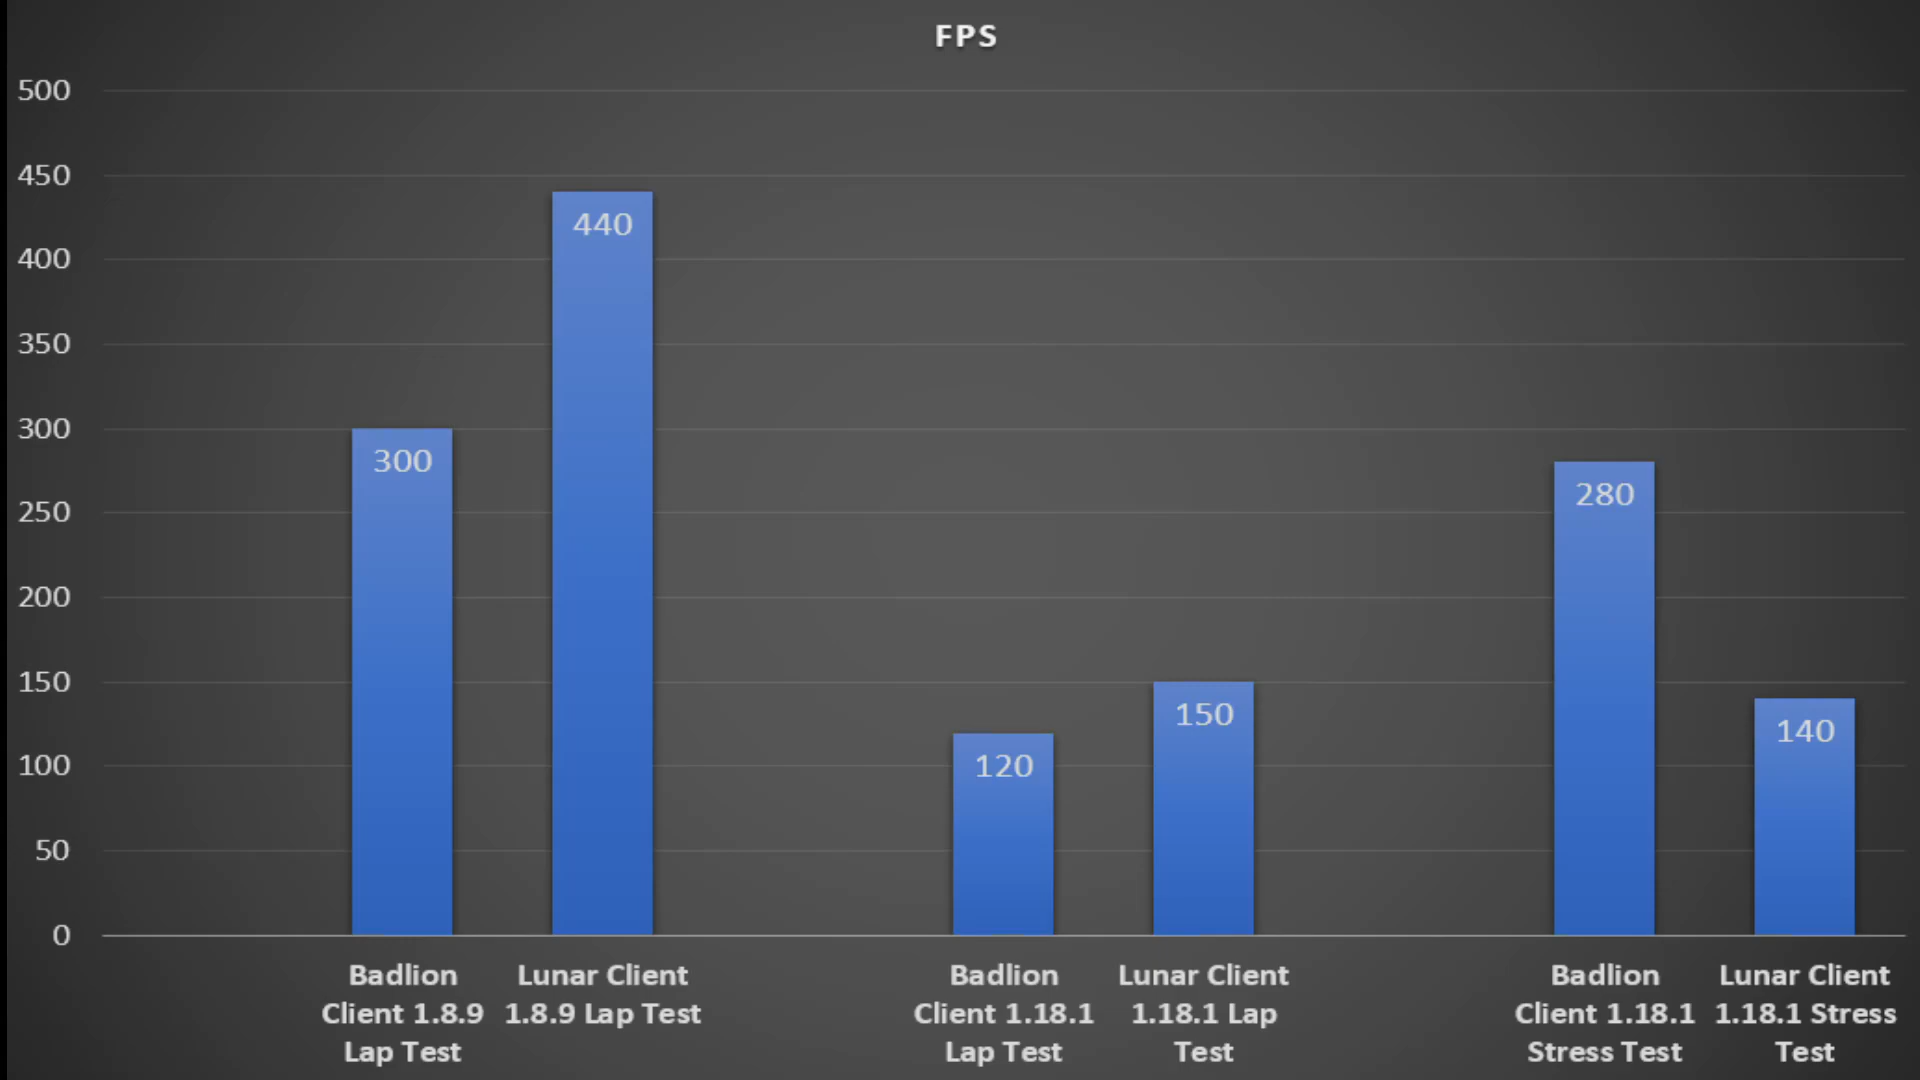 FPS
500
450
400
350
300
250
200
150
100
50
0
300
440
120
150
280
140
Badlion
Client 1.8.9
Lap Test
Lunar Client
1.8.9 Lap Test
Badlion
Client 1.18.1
Lap Test
Lunar Client
1.18.1 Lap
Test
Badlion
Client 1.18.1
Stress Test
Lunar Client
1.18.1 Stress
Test